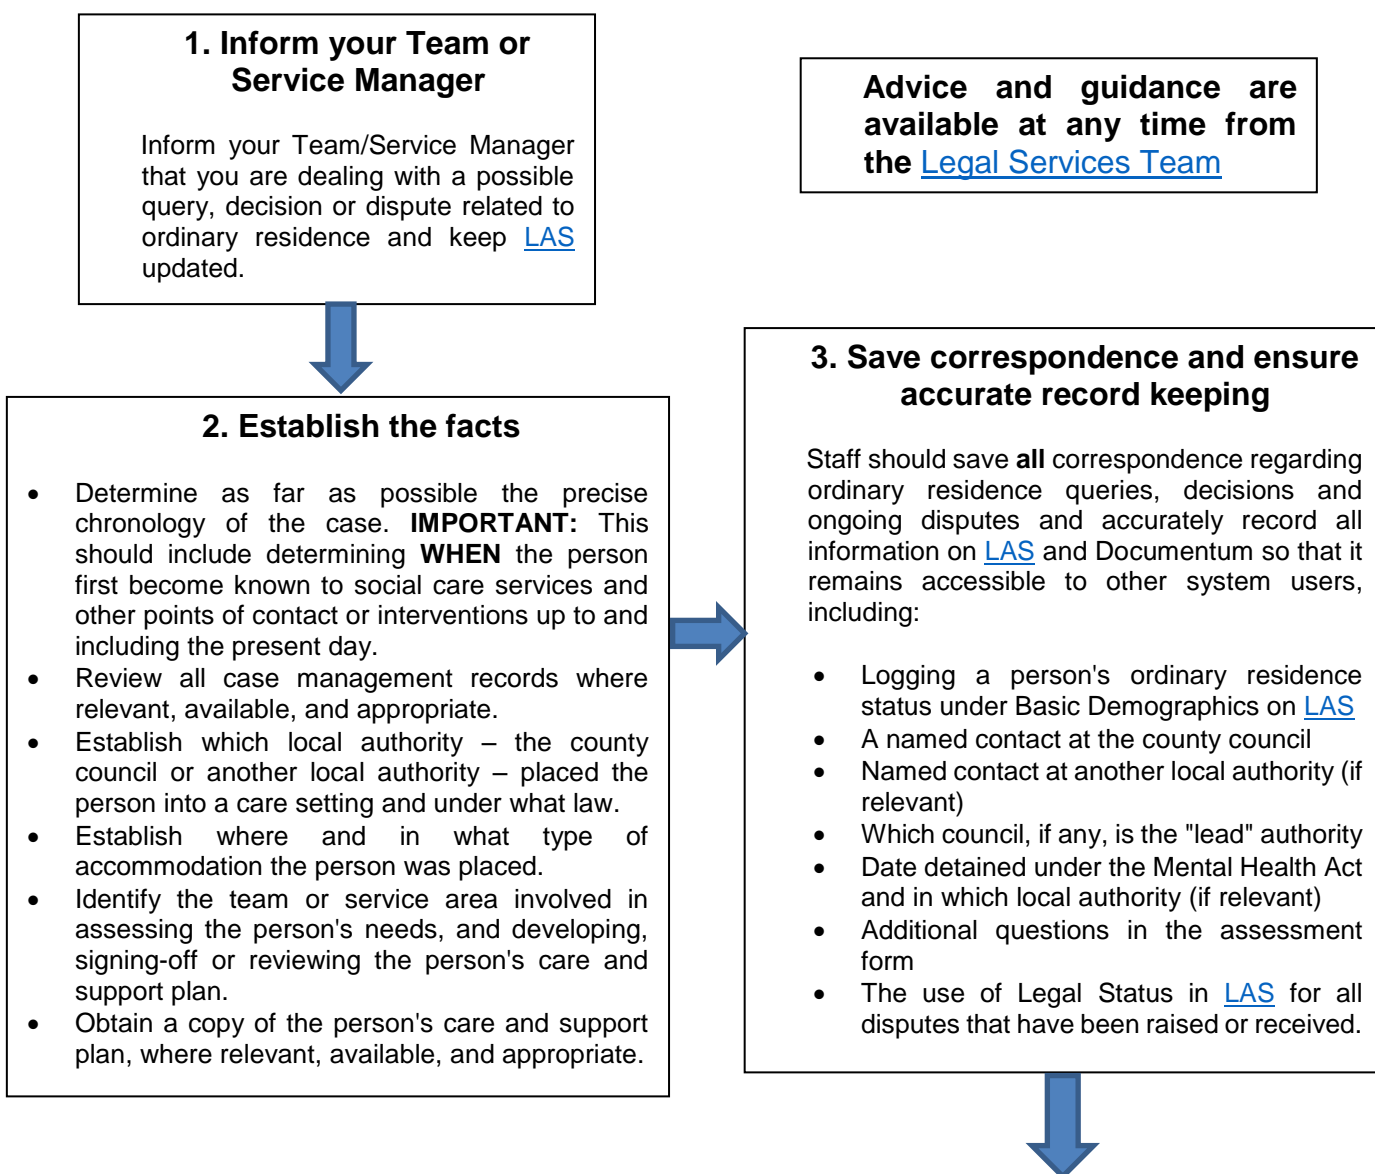 1. Inform your Team or
Service Manager
Inform your Team/Service Manager
that you are dealing with a possible
query, decision or dispute related to
ordinary residence and keep LAS
updated.
Advice and guidance are
available at any time from
the Legal Services Team
2. Establish the facts
• Determine as far as possible the precise
chronology of the case. IMPORTANT: This
should include determining WHEN the person
first become known to social care services and
other points of contact or interventions up to and
including the present day.
• Review all case management records where
relevant, available, and appropriate.
• Establish which local authority – the county
council or another local authority – placed the
person into a care setting and under what law.
• Establish where and in what type of
accommodation the person was placed.
• Identify the team or service area involved in
assessing the person's needs, and developing,
signing-off or reviewing the person's care and
support plan.
• Obtain a copy of the person's care and support
plan, where relevant, available, and appropriate.
3. Save correspondence and ensure
accurate record keeping
Staff should save all correspondence regarding
ordinary residence queries, decisions and
ongoing disputes and accurately record all
information on LAS and Documentum so that it
remains accessible to other system users,
including:
• Logging a person's ordinary residence
status under Basic Demographics on LAS
• A named contact at the county council
• Named contact at another local authority (if
relevant)
• Which council, if any, is the "lead" authority
• Date detained under the Mental Health Act
and in which local authority (if relevant)
• Additional questions in the assessment
form
• The use of Legal Status in LAS for all
disputes that have been raised or received.